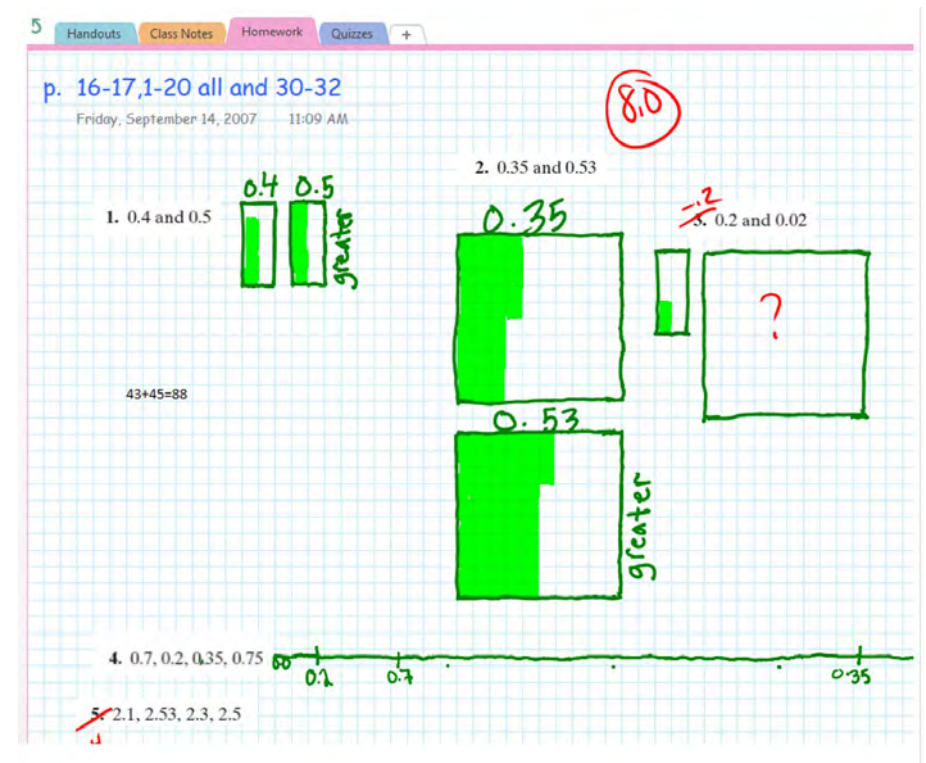 5
Handouts Class Notes Homework Quizzes +
p. 16-17,1-20 all and 30-32
Friday, September 14, 2007 11:09 AM
8.0
1. 0.4 and 0.5
0.4 0.5
greater
2. 0.35 and 0.53
0.35
0.53
greater
-.2
3. 0.2 and 0.02
?
43+45=88
4. 0.7, 0.2, 0.35, 0.75
0.2 0.7 0.35
5. 2.1, 2.53, 2.3, 2.5